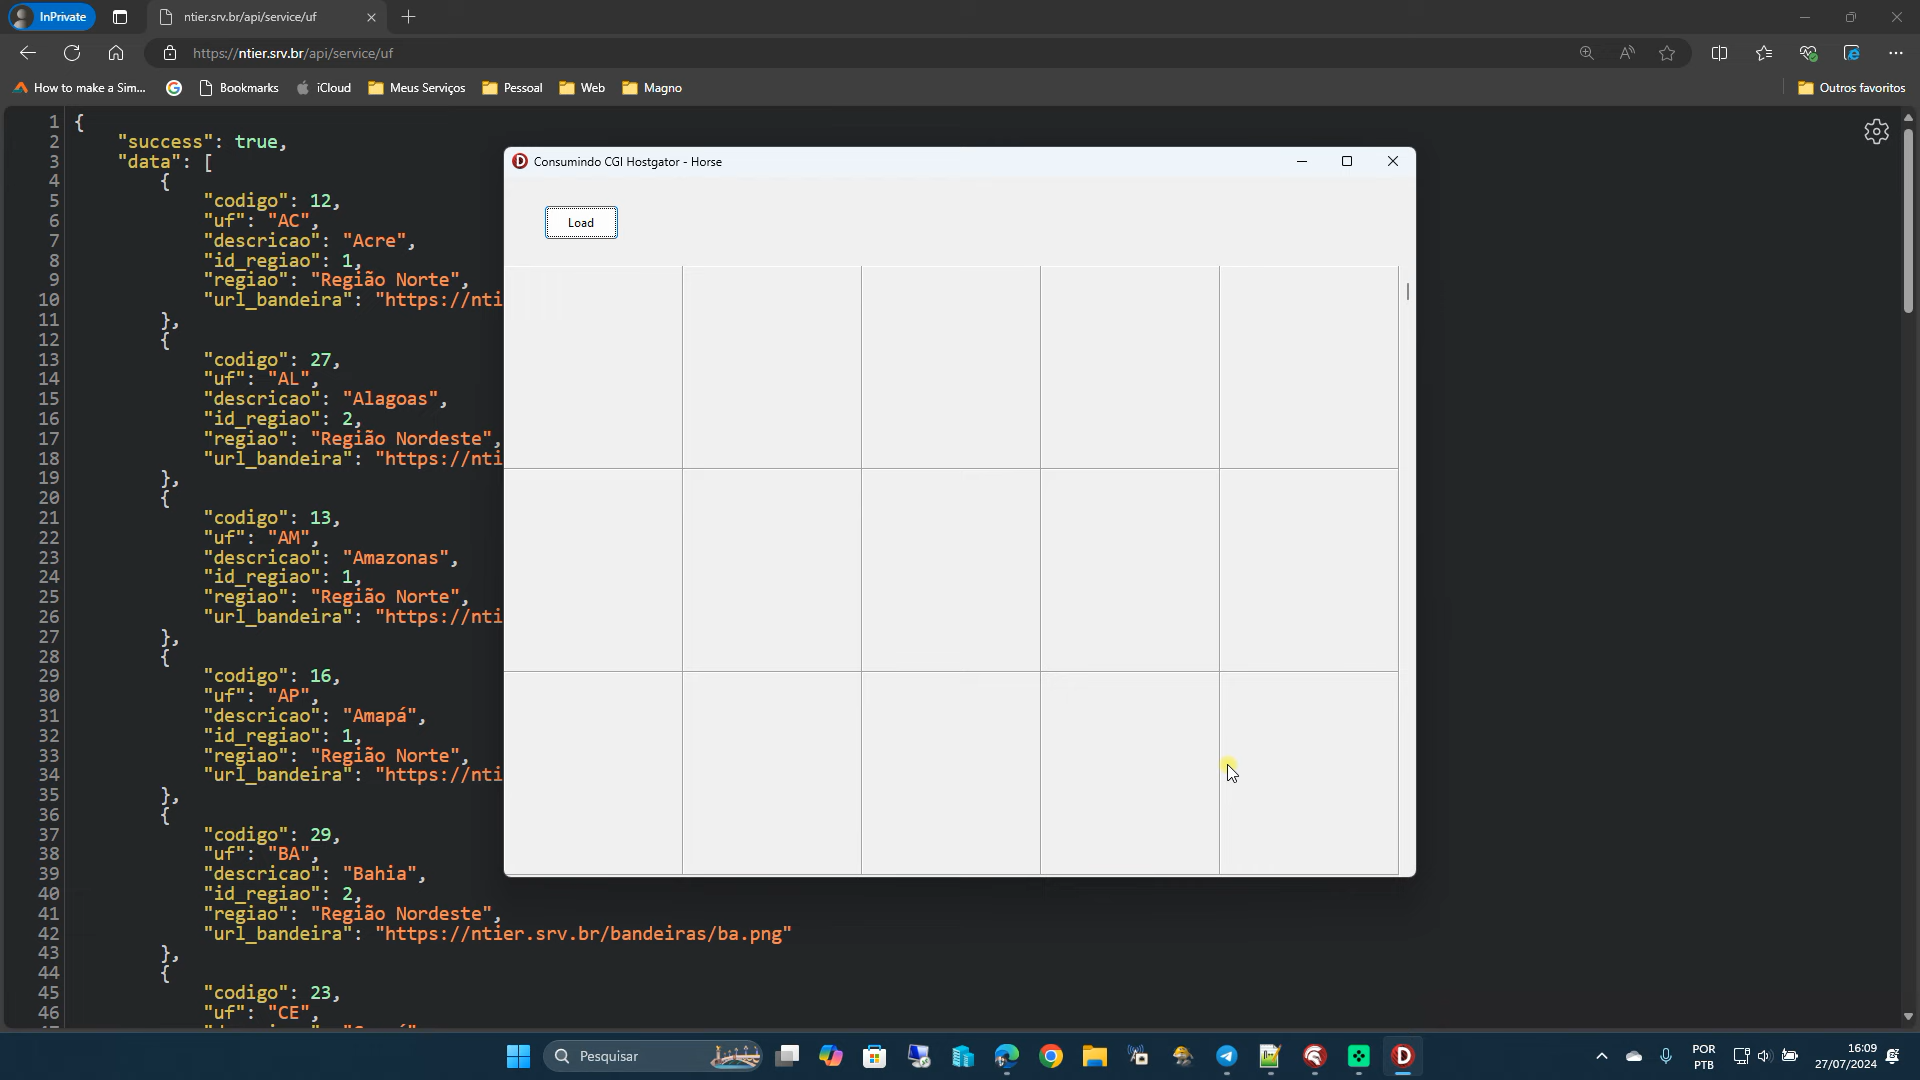 InPrivate
ntier.srv.br/api/service/uf
https://ntier.srv.br/api/service/uf
How to make a Sim...
Bookmarks
iCloud
Meus Serviços
Pessoal
Web
Magno
Outros favoritos
1 {
2 "success": true,
3 "data": [
4 {
5 "codigo": 12,
6 "uf": "AC",
7 "descricao": "Acre",
8 "id_regiao": 1,
9 "regiao": "Região Norte",
10 "url_bandeira": "https://nti
11 },
12 {
13 "codigo": 27,
14 "uf": "AL",
15 "descricao": "Alagoas",
16 "id_regiao": 2,
17 "regiao": "Região Nordeste",
18 "url_bandeira": "https://nti
19 },
20 {
21 "codigo": 13,
22 "uf": "AM",
23 "descricao": "Amazonas",
24 "id_regiao": 1,
25 "regiao": "Região Norte",
26 "url_bandeira": "https://nti
27 },
28 {
29 "codigo": 16,
30 "uf": "AP",
31 "descricao": "Amapá",
32 "id_regiao": 1,
33 "regiao": "Região Norte",
34 "url_bandeira": "https://nti
35 },
36 {
37 "codigo": 29,
38 "uf": "BA",
39 "descricao": "Bahia",
40 "id_regiao": 2,
41 "regiao": "Região Nordeste",
42 "url_bandeira": "https://ntier.srv.br/bandeiras/ba.png"
43 },
44 {
45 "codigo": 23,
46 "uf": "CE",
Consumindo CGI Hostgator - Horse
Load
Pesquisar
POR
PTB
16:09
27/07/2024